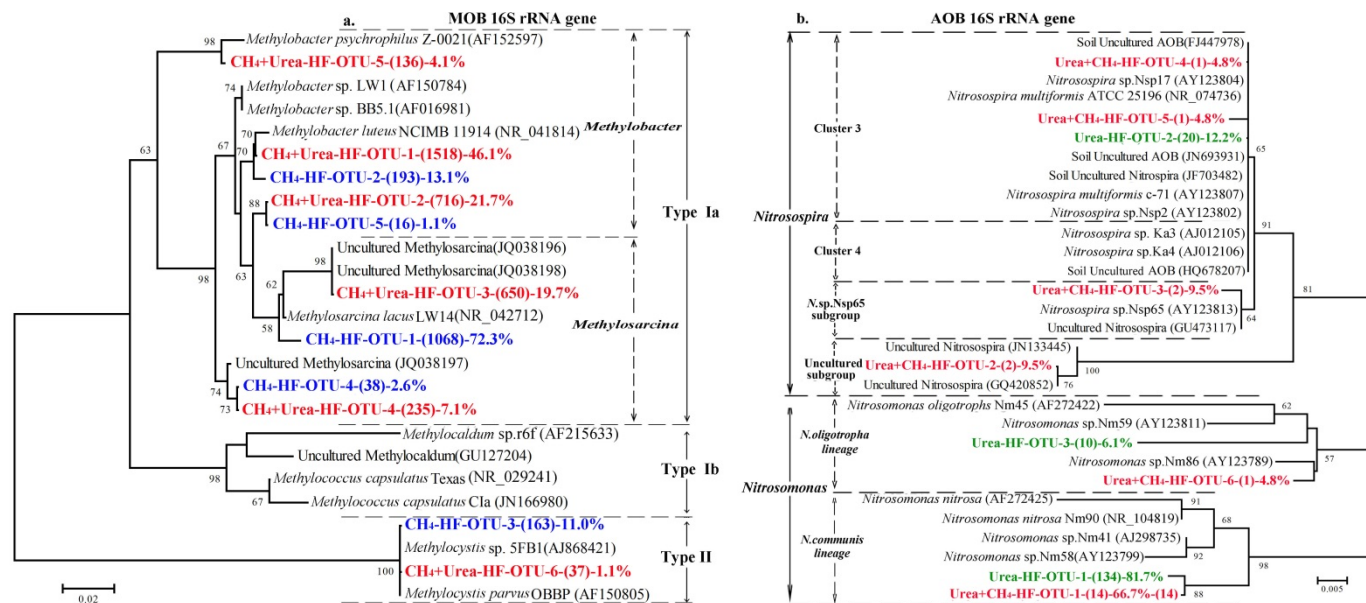 a. MOB 16S rRNA gene
98
Methylobacter psychrophilus Z-0021(AF152597)
CH₄+Urea-HF-OTU-5-(136)-4.1%
74
Methylobacter sp. LW1 (AF150784)
Methylobacter sp. BB5.1(AF016981)
70
Methylobacter luteus NCIMB 11914 (NR_041814)
Methylobacter
63
67
70
CH₄+Urea-HF-OTU-1-(1518)-46.1%
CH₄-HF-OTU-2-(193)-13.1%
CH₄+Urea-HF-OTU-2-(716)-21.7%
88
Type Ia
CH₄-HF-OTU-5-(16)-1.1%
Uncultured Methylosarcina(JQ038196)
98
Uncultured Methylosarcina(JQ038198)
98
63
62
CH₄+Urea-HF-OTU-3-(650)-19.7%
Methylosarcina lacus LW14 (NR_042712)
Methylosarcina
58
CH₄-HF-OTU-1-(1068)-72.3%
Uncultured Methylosarcina (JQ038197)
74
CH₄-HF-OTU-4-(38)-2.6%
73
CH₄+Urea-HF-OTU-4-(235)-7.1%
Methylocaldum sp.r6f (AF215633)
Uncultured Methylocaldum(GU127204)
Type Ib
98
Methylococcus capsulatus Texas (NR_029241)
67
Methylococcus capsulatus CIa (JN166980)
CH₄-HF-OTU-3-(163)-11.0%
Methylocystis sp. 5FB1(AJ868421)
Type II
100
CH₄+Urea-HF-OTU-6-(37)-1.1%
Methylocystis parvus OBBP (AF150805)
0.02
b. AOB 16S rRNA gene
Soil Uncultured AOB(FJ447978)
Urea+CH₄-HF-OTU-4-(1)-4.8%
Nitrosospira sp.Nsp17 (AY123804)
Nitrosospira multiformis ATCC 25196 (NR_074736)
Urea+CH₄-HF-OTU-5-(1)-4.8%
Cluster 3
Urea-HF-OTU-2-(20)-12.2%
65
Soil Uncultured AOB (JN693931)
Soil Uncultured Nitrospira (JF703482)
Nitrosospira multiformis c-71 (AY123807)
Nitrosospira sp.Nsp2 (AY123802)
Nitrosospira
Nitrosospira sp. Ka3 (AJ012105)
91
Cluster 4
Nitrosospira sp.Ka4 (AJ012106)
Soil Uncultured AOB (HQ678207)
Urea+CH₄-HF-OTU-3-(2)-9.5%
81
N.sp.Nsp65
subgroup
Nitrosospira sp.Nsp65 (AY123813)
64
Uncultured Nitrospira (GU473117)
Uncultured Nitrosospira (JN133445)
Uncultured
subgroup
Urea+CH₄-HF-OTU-2-(2)-9.5%
100
Uncultured Nitrosospira (GQ420852)
76
Nitrosomonas oligotrophs Nm45 (AF272422)
62
Nitrosomonas sp.Nm59 (AY123811)
N.oligotropha
lineage
Urea-HF-OTU-3-(10)-6.1%
57
Nitrosomonas sp.Nm86 (AY123789)
Urea+CH₄-HF-OTU-6-(1)-4.8%
Nitrosomonas
Nitrosomonas nitrosa (AF272425)
91
Nitrosomonas nitrosa Nm90 (NR_104819)
68
N.communis
lineage
Nitrosomonas sp.Nm41 (AJ298735)
92
Nitrosomonas sp.Nm58(AY123799)
98
Urea-HF-OTU-1-(134)-81.7%
88
Urea+CH₄-HF-OTU-1-(14)-66.7%-(14)
0.005